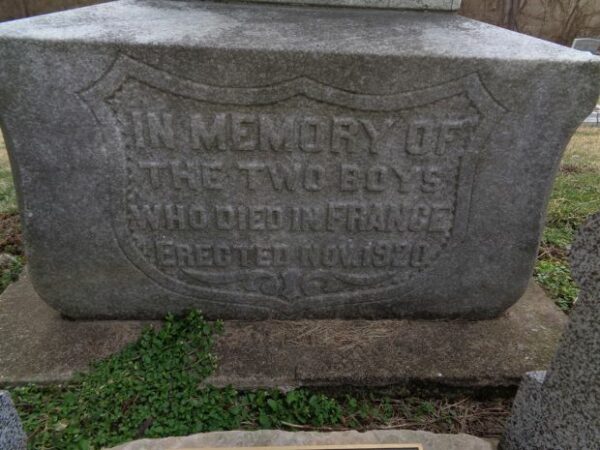 IN MEMORY OF
THE TWO BOYS
WHO DIED IN FRANCE
ERECTED NOV. 1920